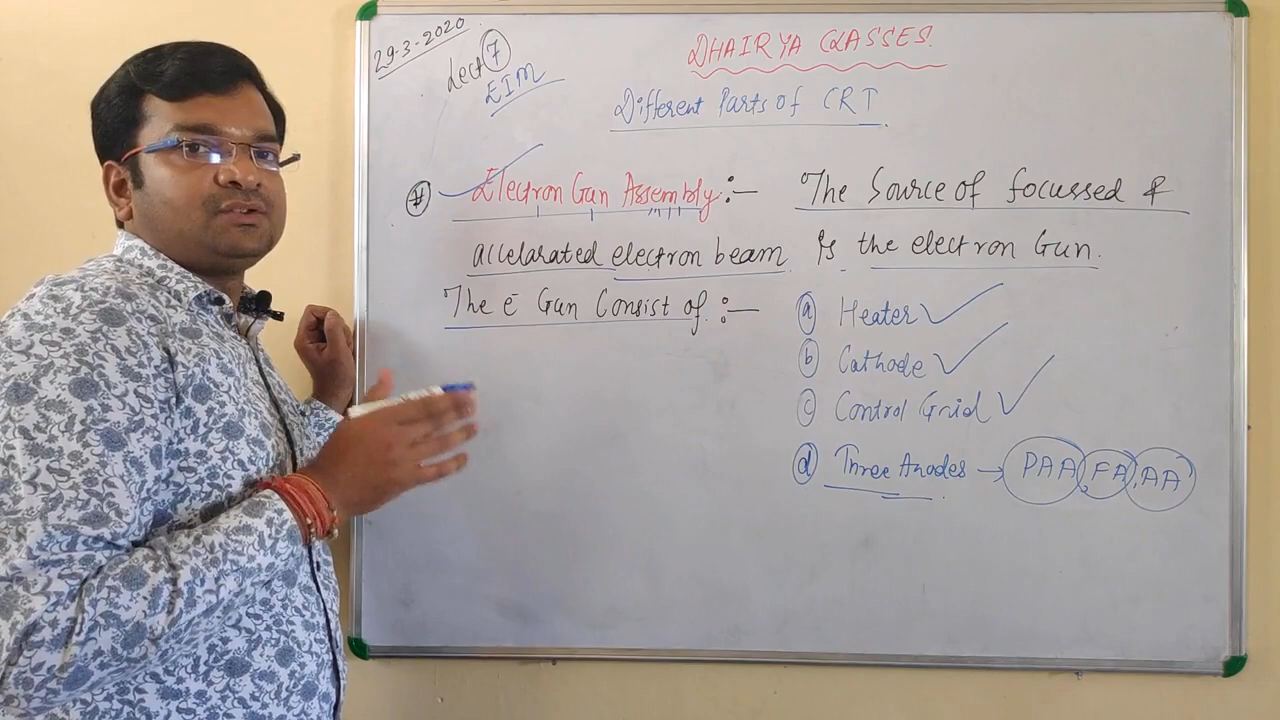 29-3-2020
Lect 7
EIM
DHAIRYA CLASSES.
Different Parts of CRT
# Electron Gun Assembly :- The Source of focussed &
accelarated electron beam is the electron Gun.
The e- Gun Consist of :-
(a) Heater ✓
(b) Cathode ✓
(c) Control Grid ✓
(d) Three Anodes → PAA, FA, AA